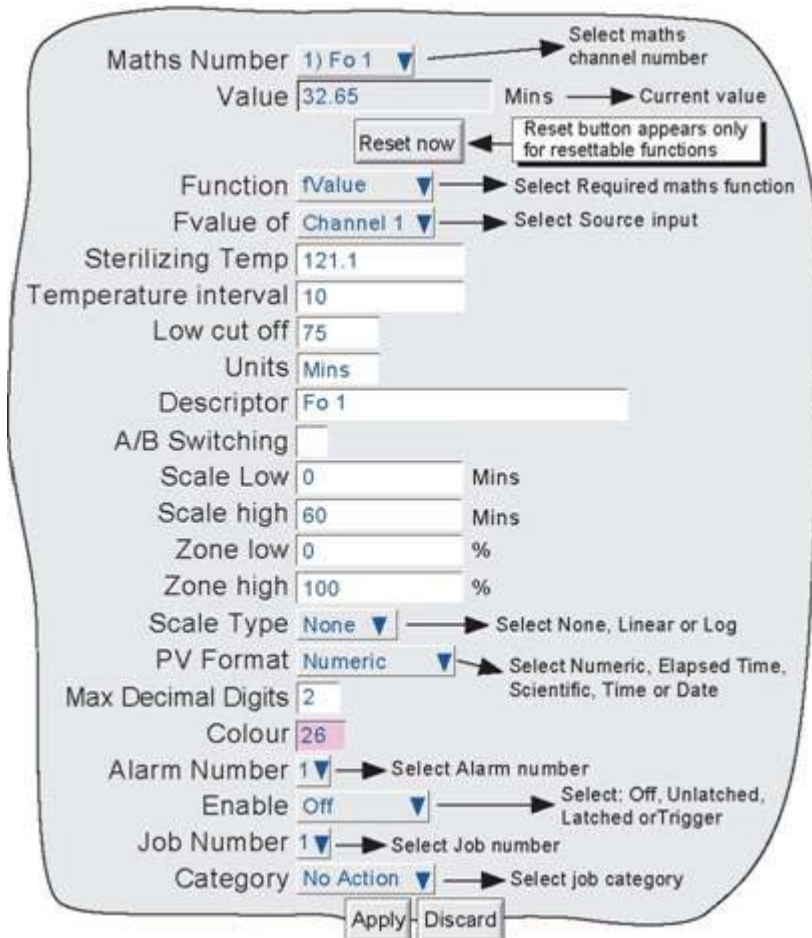 Maths Number 1) Fo 1 Select maths
channel number
Value 32.65 Mins Current value
Reset now Reset button appears only
for resettable functions
Function fValue Select Required maths function
Fvalue of Channel 1 Select Source input
Sterilizing Temp 121.1
Temperature interval 10
Low cut off 75
Units Mins
Descriptor Fo 1
A/B Switching
Scale Low 0 Mins
Scale high 60 Mins
Zone low 0 %
Zone high 100 %
Scale Type None Select None, Linear or Log
PV Format Numeric Select Numeric, Elapsed Time,
Scientific, Time or Date
Max Decimal Digits 2
Colour 26
Alarm Number 1 Select Alarm number
Enable Off Select: Off, Unlatched,
Latched orTrigger
Job Number 1 Select Job number
Category No Action Select job category
Apply Discard